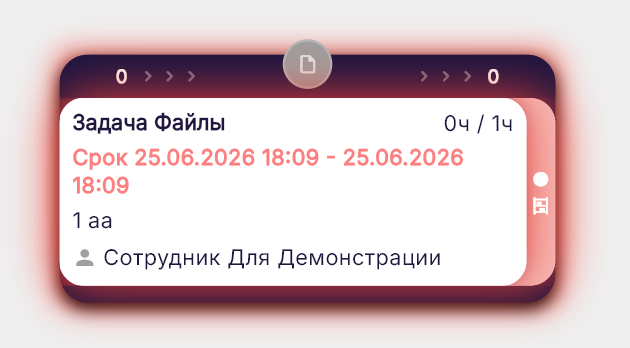 0 > > > > > > 0
Задача Файлы 0ч / 1ч
Срок 25.06.2026 18:09 - 25.06.2026
18:09
1 aa
Сотрудник Для Демонстрации